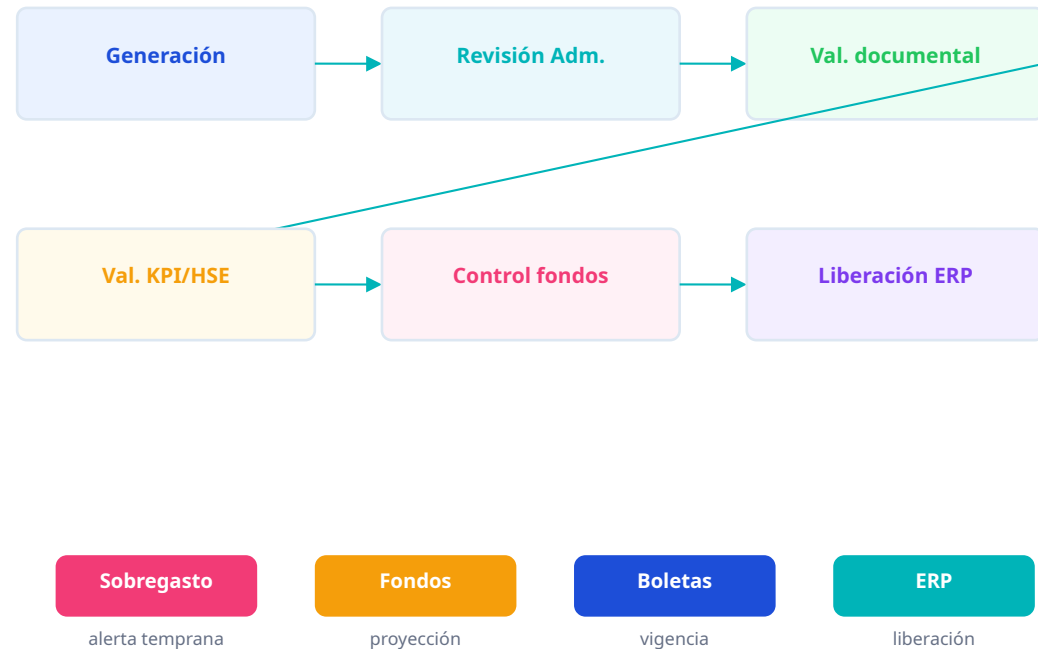 Generación
Revisión Adm.
Val. documental
Val. KPI/HSE
Control fondos
Liberación ERP
Sobregasto
Fondos
Boletas
ERP
alerta temprana
proyección
vigencia
liberación